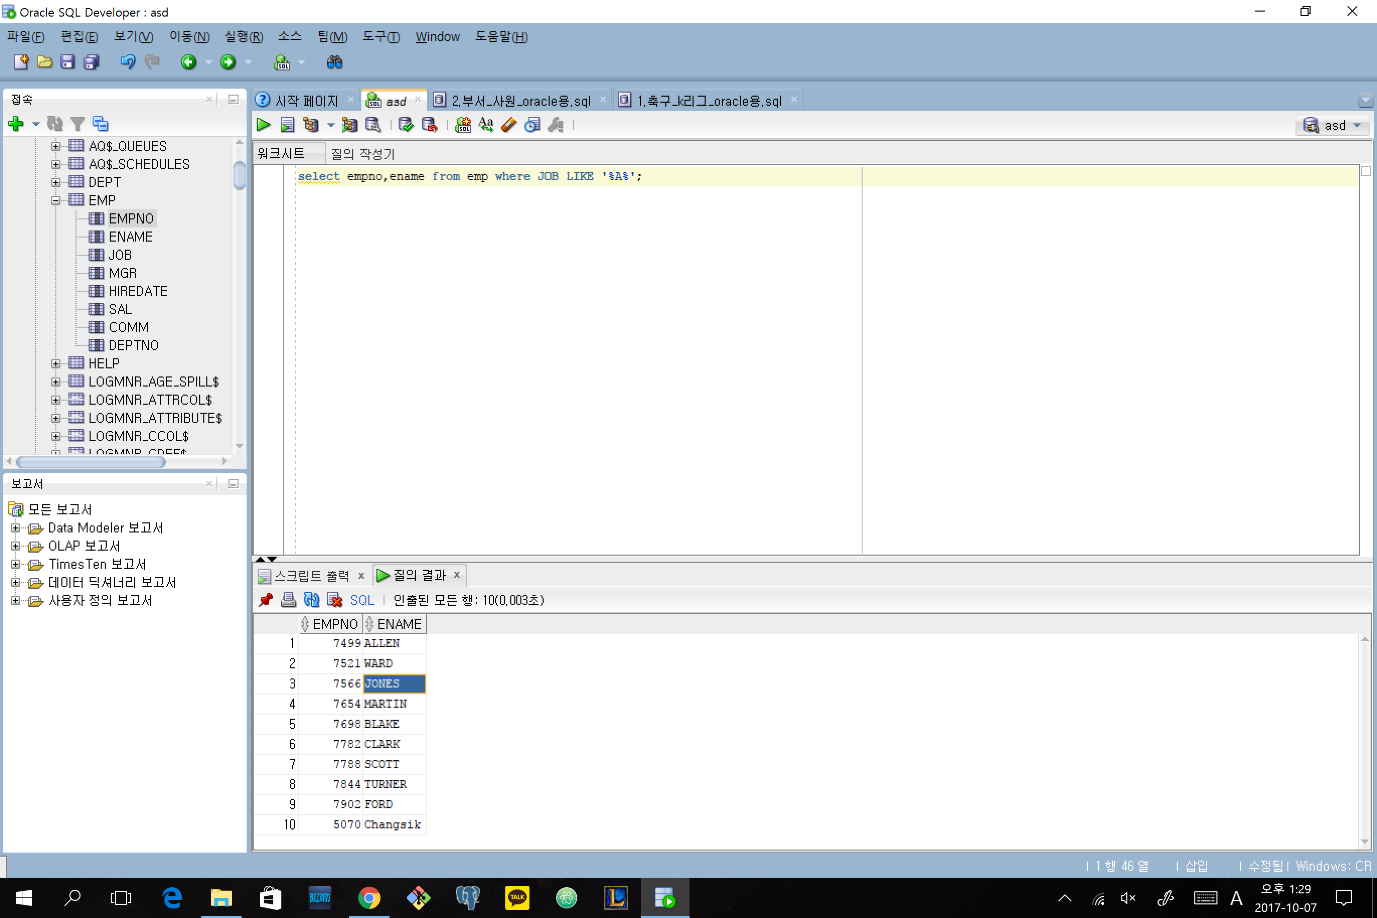 Oracle SQL Developer : asd
파일(F) 편집(E) 보기(V) 이동(N) 실행(R) 소스 팀(M) 도구(T) Window 도움말(H)
접속
AQ$_QUEUES
AQ$_SCHEDULES
DEPT
EMP
EMPNO
ENAME
JOB
MGR
HIREDATE
SAL
COMM
DEPTNO
HELP
LOGMNR_AGE_SPILL$
LOGMNR_ATTRCOL$
LOGMNR_ATTRIBUTE$
LOGMNR_CCOL$
LOGMNR_CDEF$
보고서
모든 보고서
Data Modeler 보고서
OLAP 보고서
TimesTen 보고서
데이터 딕셔너리 보고서
사용자 정의 보고서
시작 페이지 asd 2.부서_사원_oracle용.sql 1.축구_k리그_oracle용.sql
asd
워크시트 질의 작성기
select empno,ename from emp where JOB LIKE '%A%';
스크립트 출력 질의 결과
SQL 인출된 모든 행: 10(0.003초)
EMPNO ENAME
1 7499 ALLEN
2 7521 WARD
3 7566 JONES
4 7654 MARTIN
5 7698 BLAKE
6 7782 CLARK
7 7788 SCOTT
8 7844 TURNER
9 7902 FORD
10 5070 Changsik
1 행 46 열 삽입 수정됨 Windows: CR
BLIZZARD
TALK
L
A
오후 1:29
2017-10-07